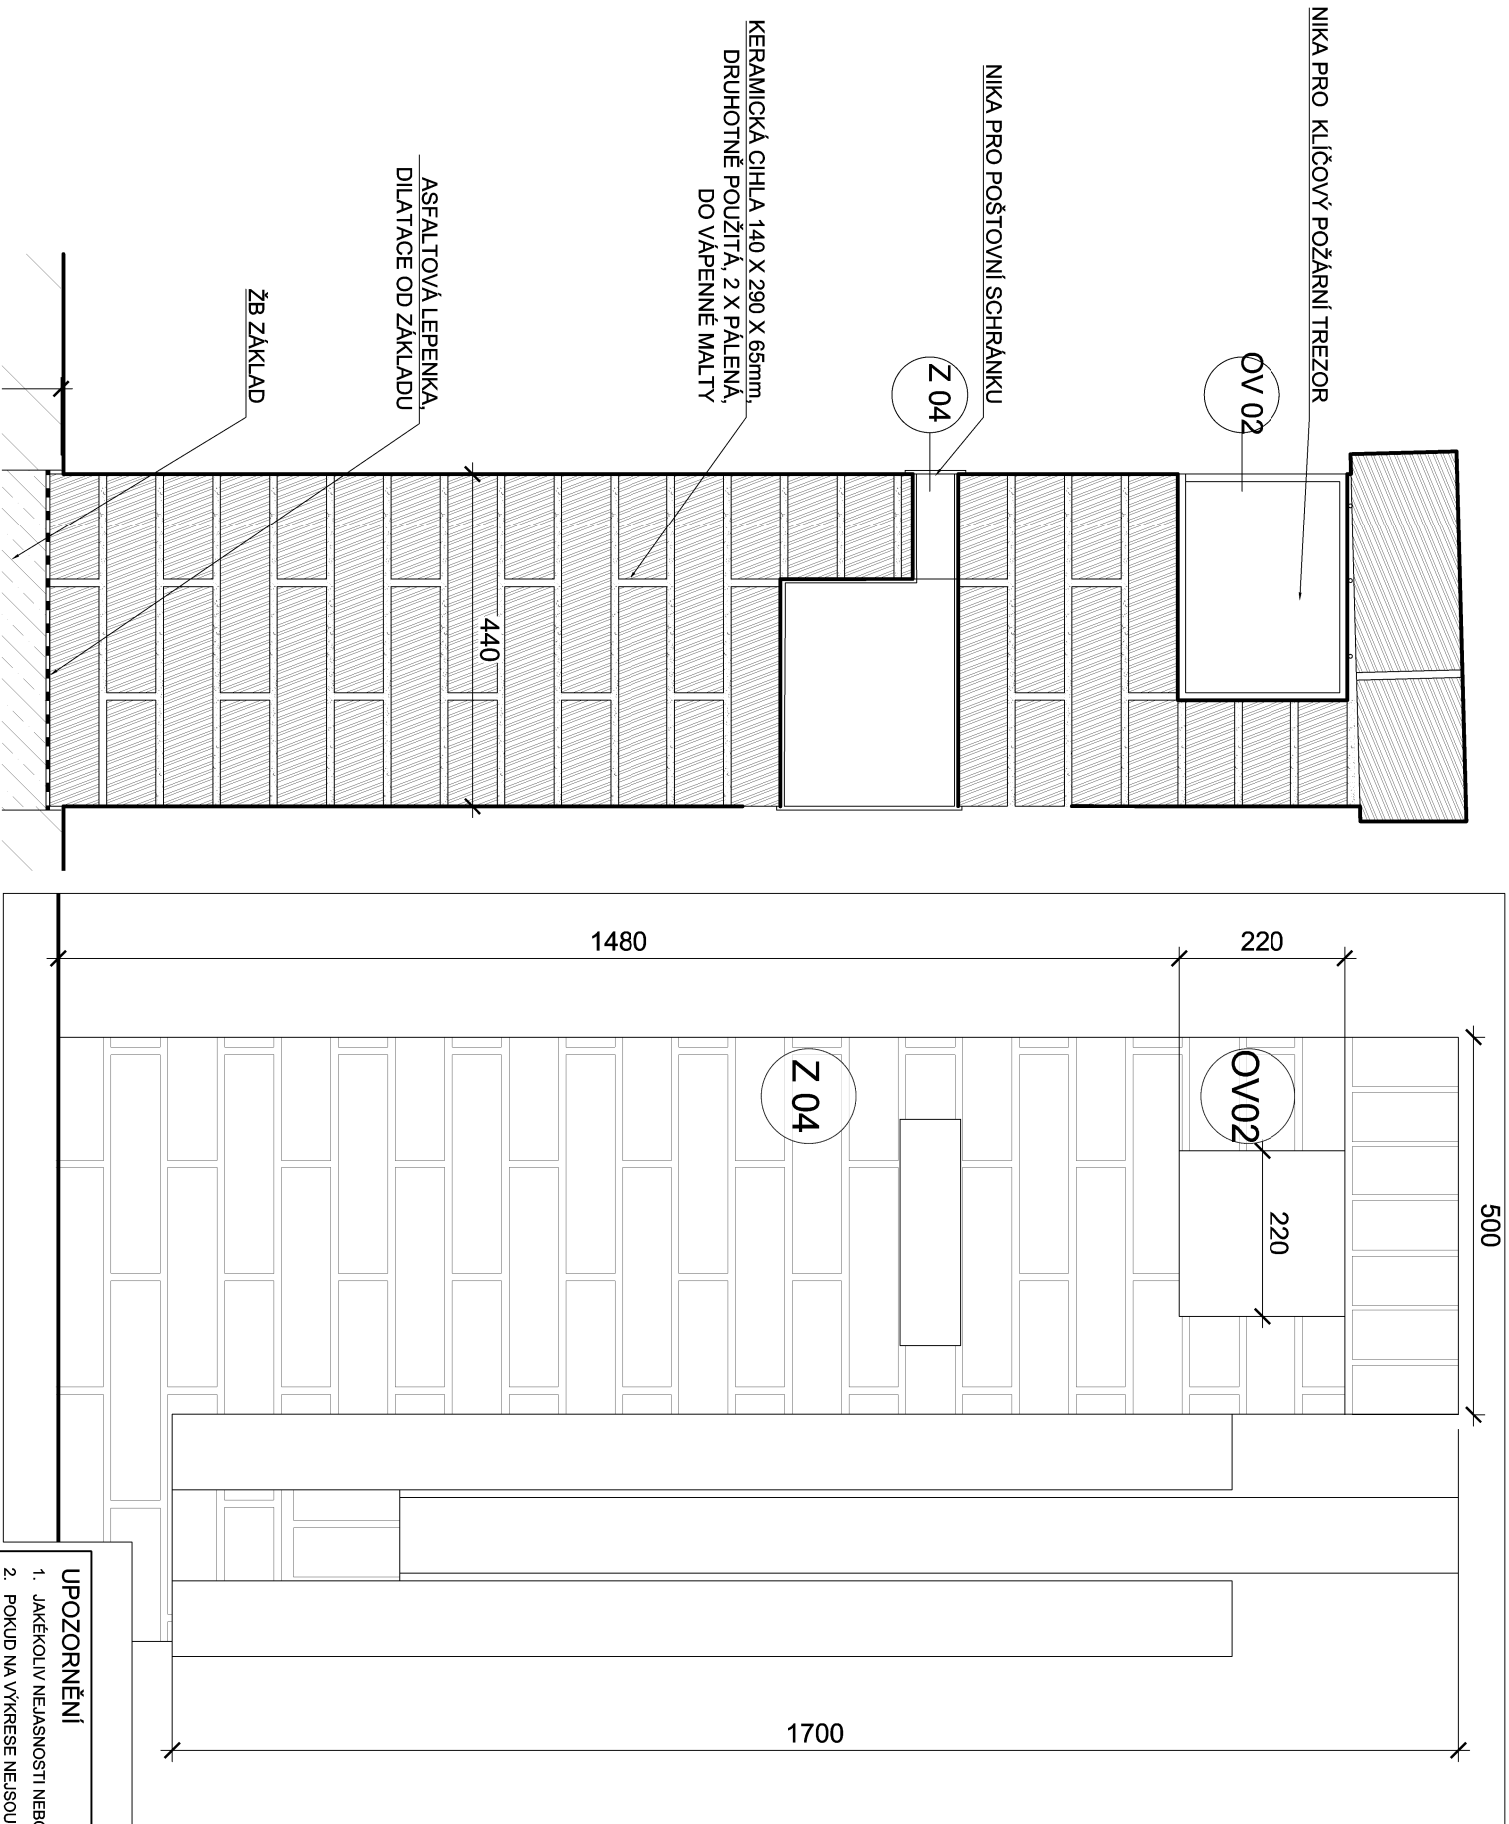 NIKA PRO KLÍČOVÝ POŽÁRNÍ TREZOR
OV 02
NIKA PRO POŠTOVNÍ SCHRÁNKU
Z 04
KERAMICKÁ CIHLA 140 X 290 X 65mm,
DRUHOTNĚ POUŽITÁ, 2 X PÁLENÁ,
DO VÁPENNÉ MALTY
ASFALTOVÁ LEPENKA,
DILATACE OD ZÁKLADU
ŽB ZÁKLAD
440
500
220
1480
OV02
220
Z 04
1700
UPOZORNĚNÍ
1. JAKÉKOLIV NEJASNOSTI NEBO
2. POKUD NA VÝKRESE NEJSOU